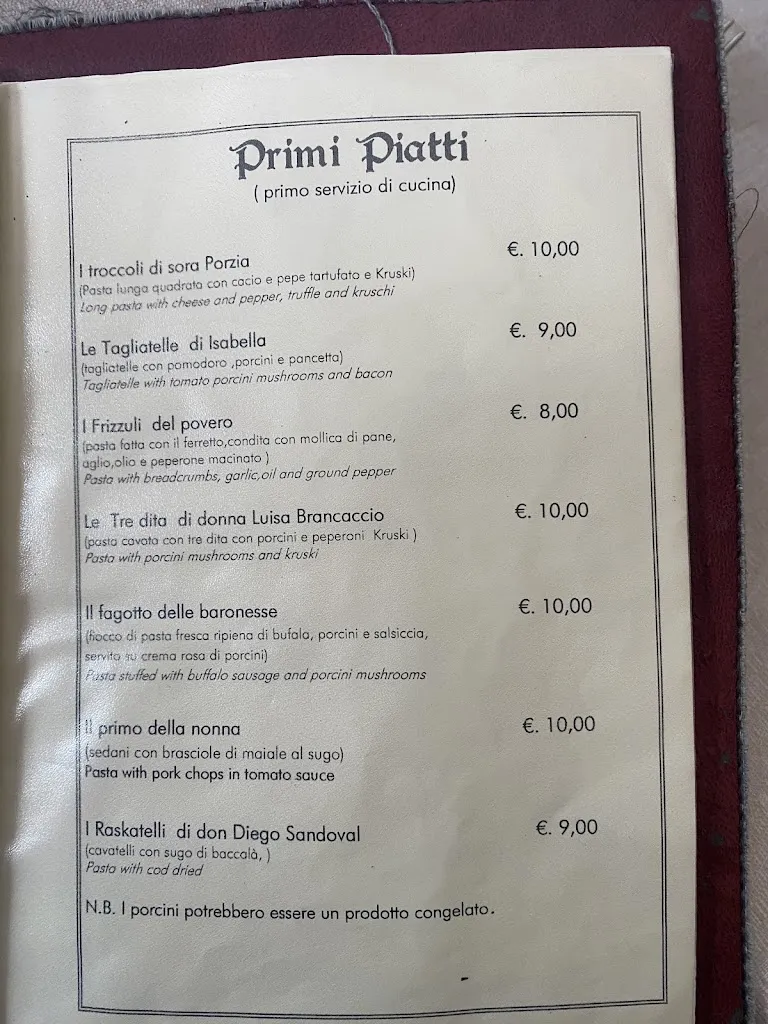 Primi Piatti
( primo servizio di cucina)
I troccoli di sora Porzia €. 10,00
(Pasta lunga quadrata con cacio e pepe tartufato e Kruski)
Long pasta with cheese and pepper, truffle and kruschi
Le Tagliatelle di Isabella €. 9,00
(tagliatelle con pomodoro ,porcini e pancetta)
Tagliatelle with tomato porcini mushrooms and bacon
I Frizzuli del povero €. 8,00
(pasta fatta con il ferretto,condita con mollica di pane,
aglio,olio e peperone macinato )
Pasta with breadcrumbs, garlic,oil and ground pepper
Le Tre dita di donna Luisa Brancaccio €. 10,00
(pasta cavata con tre dita con porcini e peperoni Kruski )
Pasta with porcini mushrooms and kruski
Il fagotto delle baronesse €. 10,00
(fiocco di pasta fresca ripiena di bufala, porcini e salsiccia,
servito su crema rosa di porcini)
Pasta stuffed with buffalo sausage and porcini mushrooms
Il primo della nonna €. 10,00
(sedani con brasciole di maiale al sugo)
Pasta with pork chops in tomato sauce
I Raskatelli di don Diego Sandoval €. 9,00
(cavatelli con sugo di baccalà, )
Pasta with cod dried
N.B. I porcini potrebbero essere un prodotto congelato.